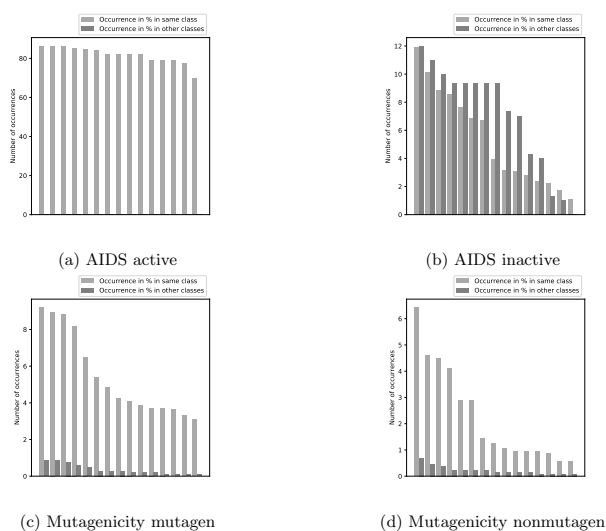 Occurrence in % in same class
Occurrence in % in other classes
Number of occurrences
80
60
40
20
0
(a) AIDS active
Occurrence in % in same class
Occurrence in % in other classes
Number of occurrences
12
10
8
6
4
2
0
(b) AIDS inactive
Occurrence in % in same class
Occurrence in % in other classes
Number of occurrences
8
6
4
2
0
(c) Mutagenicity mutagen
Occurrence in % in same class
Occurrence in % in other classes
Number of occurrences
6
5
4
3
2
1
0
(d) Mutagenicity nonmutagen